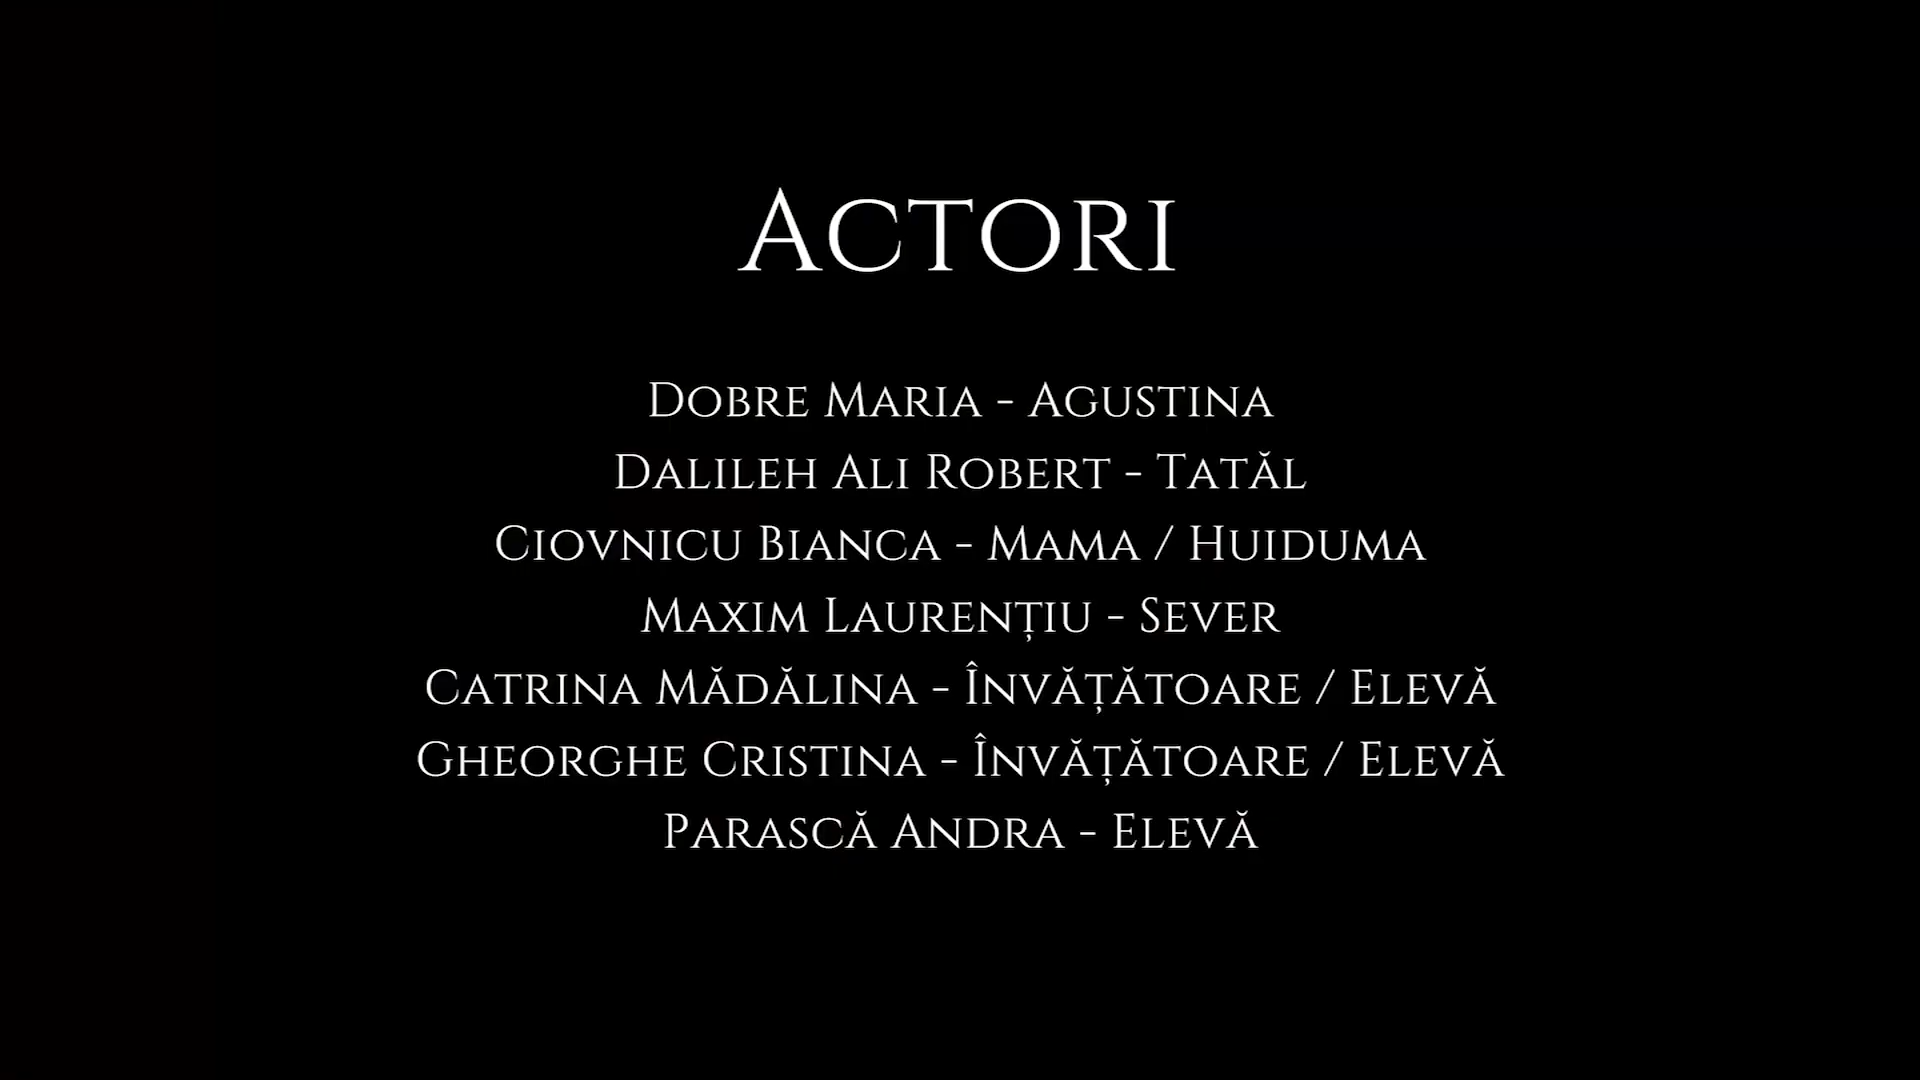 Actori
Dobre Maria - Agustina
Dalileh Ali Robert - Tatăl
Ciovnicu Bianca - Mama / Huiduma
Maxim Laurențiu - Sever
Catrina Mădălina - Învățătoare / Elevă
Gheorghe Cristina - Învățătoare / Elevă
Parască Andra - Elevă